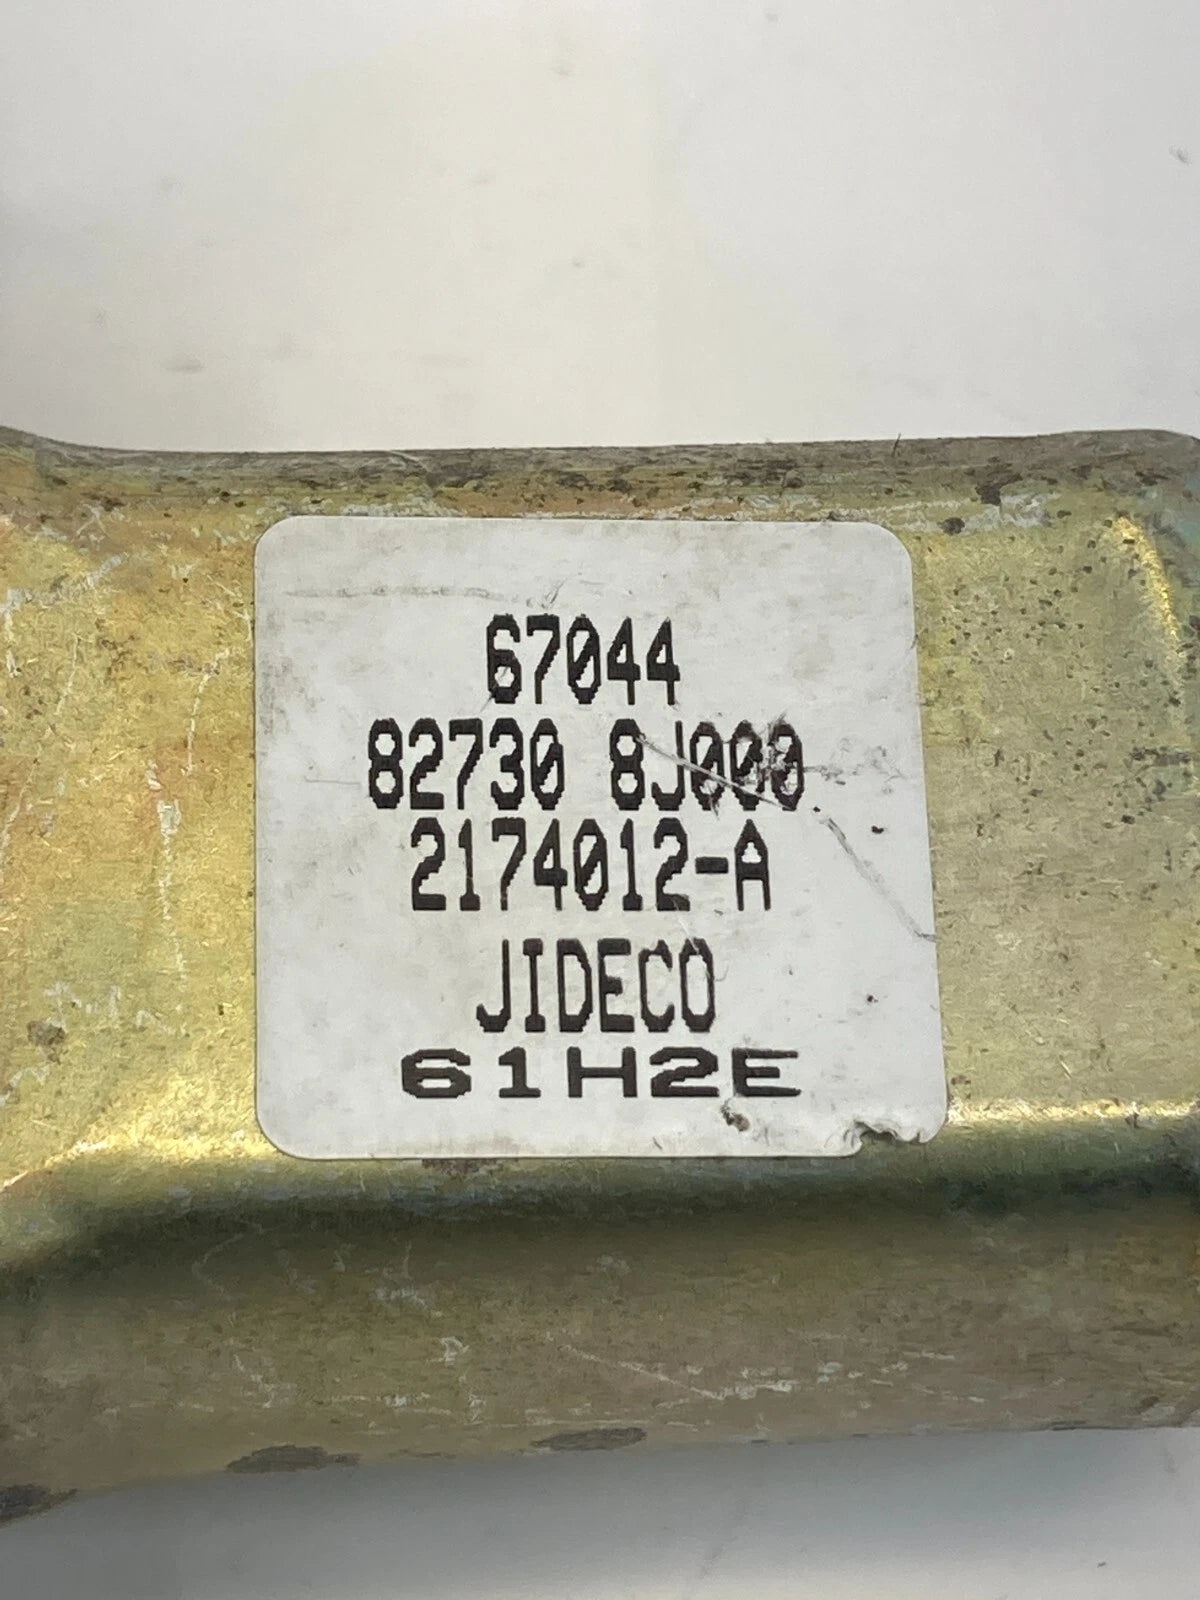 67044
82730 8J000
2174012-A
JIDECO
61H2E